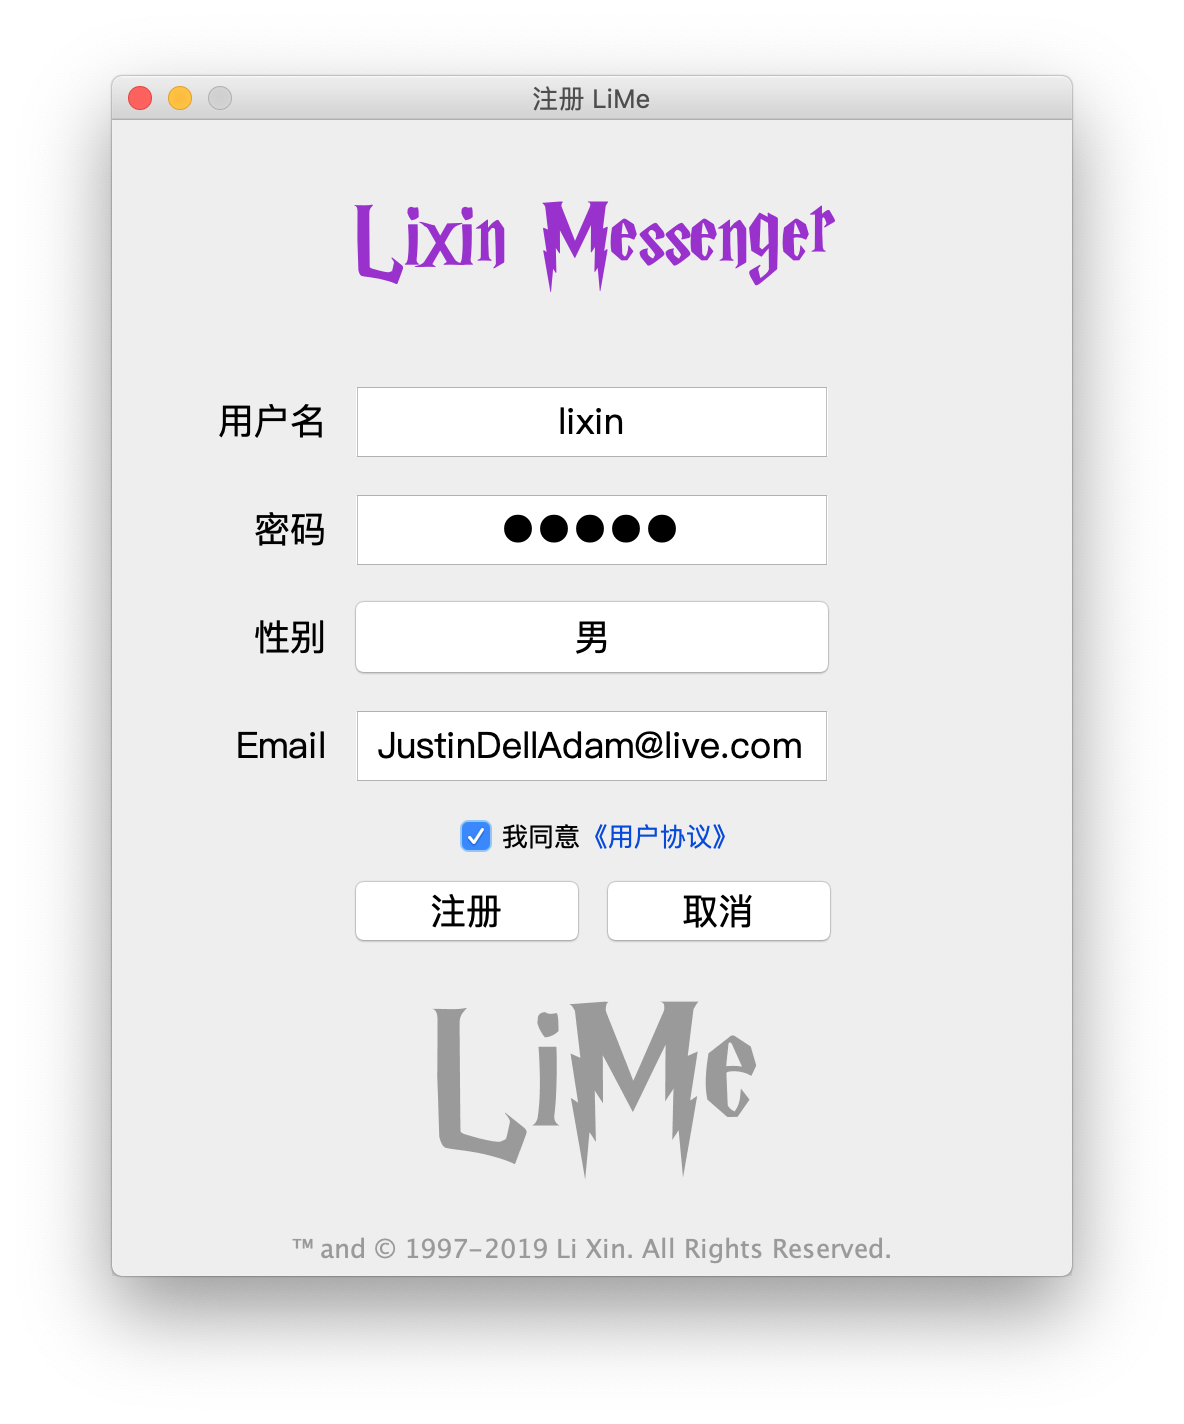 注册 LiMe
Lixin Messenger
用户名 lixin
密码 ●●●●●
性别 男
Email JustinDellAdam@live.com
我同意《用户协议》
注册 取消
LiMe
™ and © 1997-2019 Li Xin. All Rights Reserved.